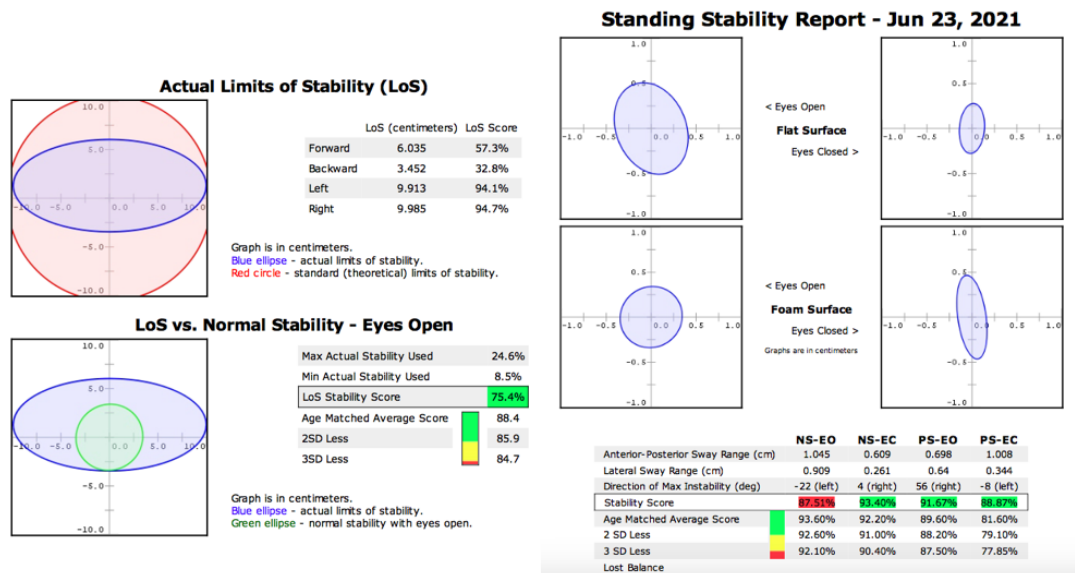 Standing Stability Report - Jun 23, 2021
Actual Limits of Stability (LoS)
10.0
5.0
-10.0 -5.0 0.0 5.0 10.0
-5.0
-10.0
LoS (centimeters) LoS Score
Forward 6.035 57.3%
Backward 3.452 32.8%
Left 9.913 94.1%
Right 9.985 94.7%
Graph is in centimeters.
Blue ellipse - actual limits of stability.
Red circle - standard (theoretical) limits of stability.
LoS vs. Normal Stability - Eyes Open
10.0
5.0
-10.0 -5.0 0.0 5.0 10.0
-5.0
-10.0
Max Actual Stability Used 24.6%
Min Actual Stability Used 8.5%
LoS Stability Score 75.4%
Age Matched Average Score 88.4
2SD Less 85.9
3SD Less 84.7
Graph is in centimeters.
Blue ellipse - actual limits of stability.
Green ellipse - normal stability with eyes open.
1.0
0.5
-1.0 -0.5 0.0 0.5 1.0
-0.5
-1.0
< Eyes Open
Flat Surface
Eyes Closed >
1.0
0.5
-1.0 -0.5 0.0 0.5 1.0
-0.5
-1.0
1.0
0.5
-1.0 -0.5 0.0 0.5 1.0
-0.5
-1.0
< Eyes Open
Foam Surface
Eyes Closed >
Graphs are in centimeters
1.0
0.5
-1.0 -0.5 0.0 0.5 1.0
-0.5
-1.0
NS-EO NS-EC PS-EO PS-EC
Anterior-Posterior Sway Range (cm) 1.045 0.609 0.698 1.008
Lateral Sway Range (cm) 0.909 0.261 0.64 0.344
Direction of Max Instability (deg) -22 (left) 4 (right) 56 (right) -8 (left)
Stability Score 87.51% 93.40% 91.67% 88.87%
Age Matched Average Score 93.60% 92.20% 89.60% 81.60%
2 SD Less 92.60% 91.00% 88.20% 79.10%
3 SD Less 92.10% 90.40% 87.50% 77.85%
Lost Balance